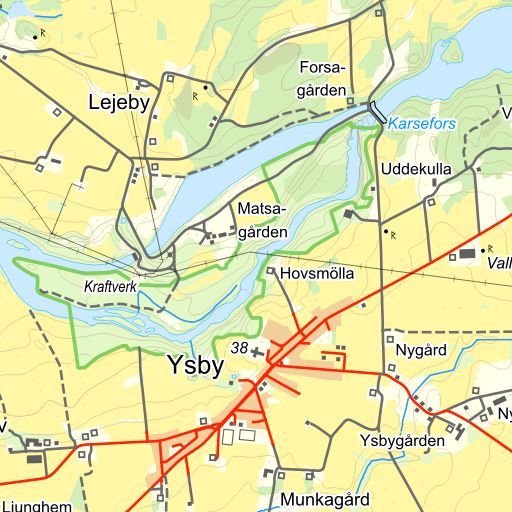 Forsa-
gården
Lejeby
Karsefors
V
Uddekulla
Matsa-
gården
Vall
Kraftverk
Hovsmölla
38
Ysby
Nygård
Ny
V
Ysbygården
Ljunghem
Munkagård